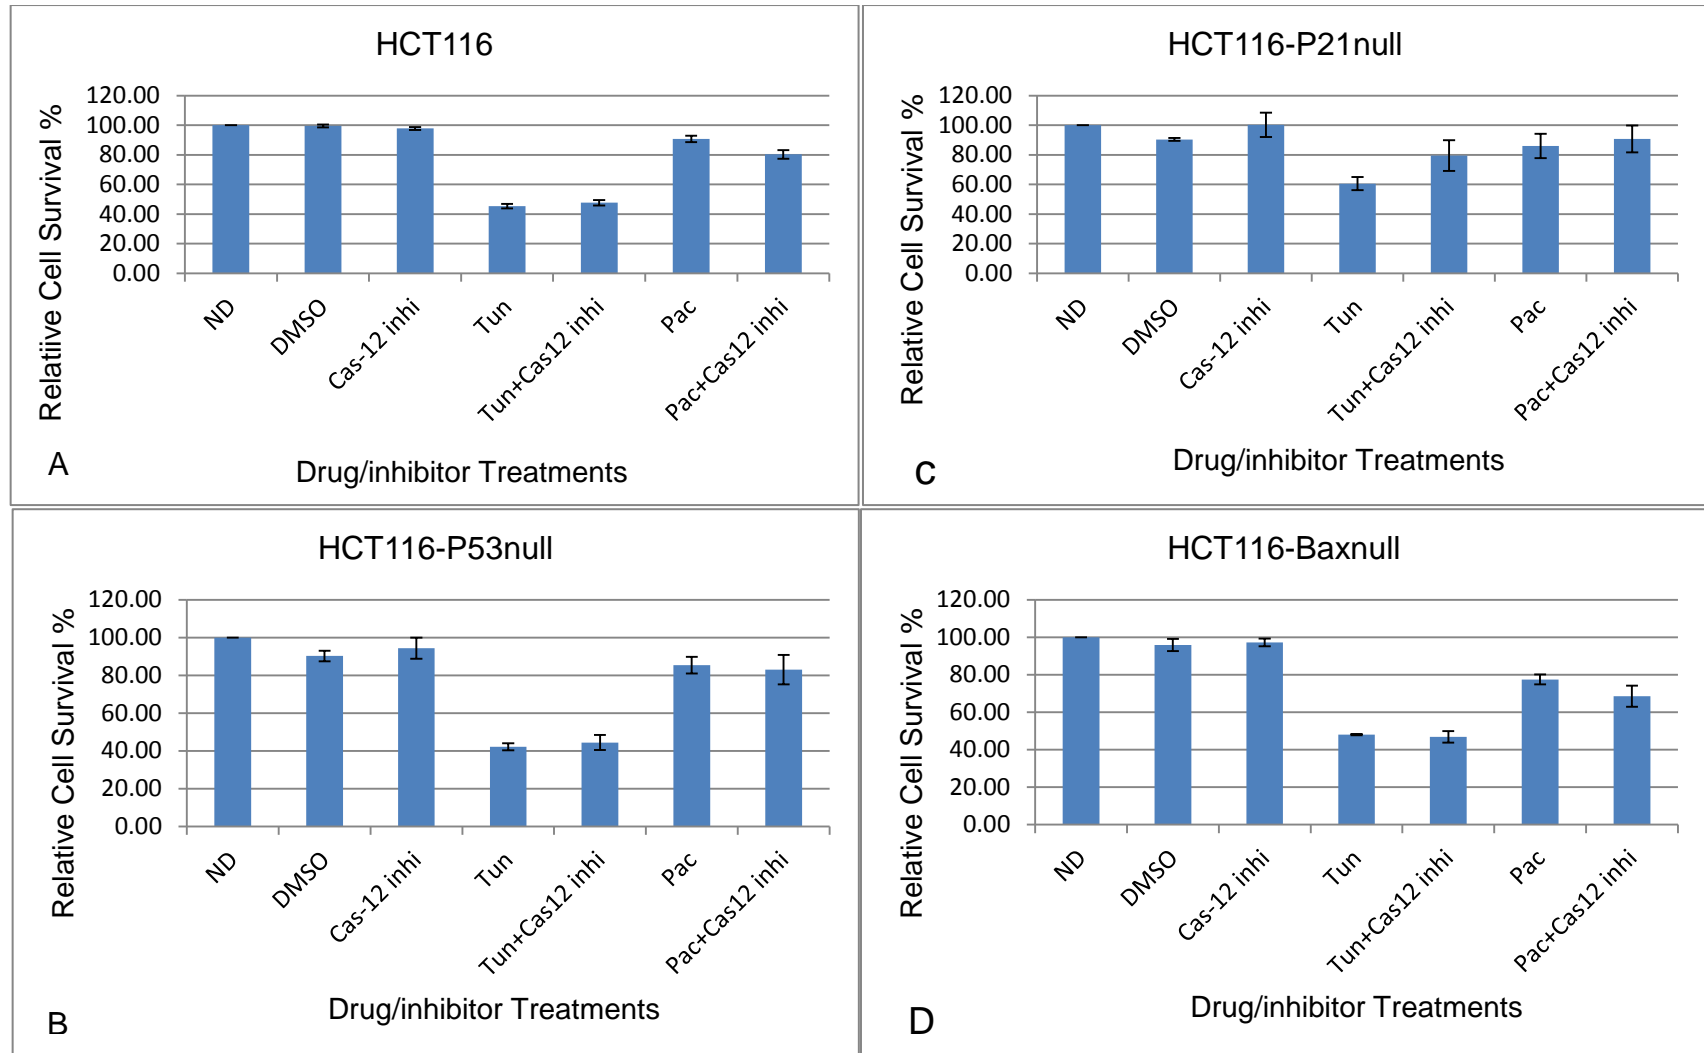 HCT116
Relative Cell Survival %
120.00
100.00
80.00
60.00
40.00
20.00
0.00
ND
DMSO
Cas-12 inhi
Tun
Tun+Cas12 inhi
Pac
Pac+Cas12 inhi
Drug/inhibitor Treatments
A
HCT116-P21null
Relative Cell Survival %
120.00
100.00
80.00
60.00
40.00
20.00
0.00
ND
DMSO
Cas-12 inhi
Tun
Tun+Cas12 inhi
Pac
Pac+Cas12 inhi
Drug/inhibitor Treatments
c
HCT116-P53null
Relative Cell Survival %
120.00
100.00
80.00
60.00
40.00
20.00
0.00
ND
DMSO
Cas-12 inhi
Tun
Tun+Cas12 inhi
Pac
Pac+Cas12 inhi
Drug/inhibitor Treatments
B
HCT116-Baxnull
Relative Cell Survival %
120.00
100.00
80.00
60.00
40.00
20.00
0.00
ND
DMSO
Cas-12 inhi
Tun
Tun+Cas12 inhi
Pac
Pac+Cas12 inhi
Drug/inhibitor Treatments
D